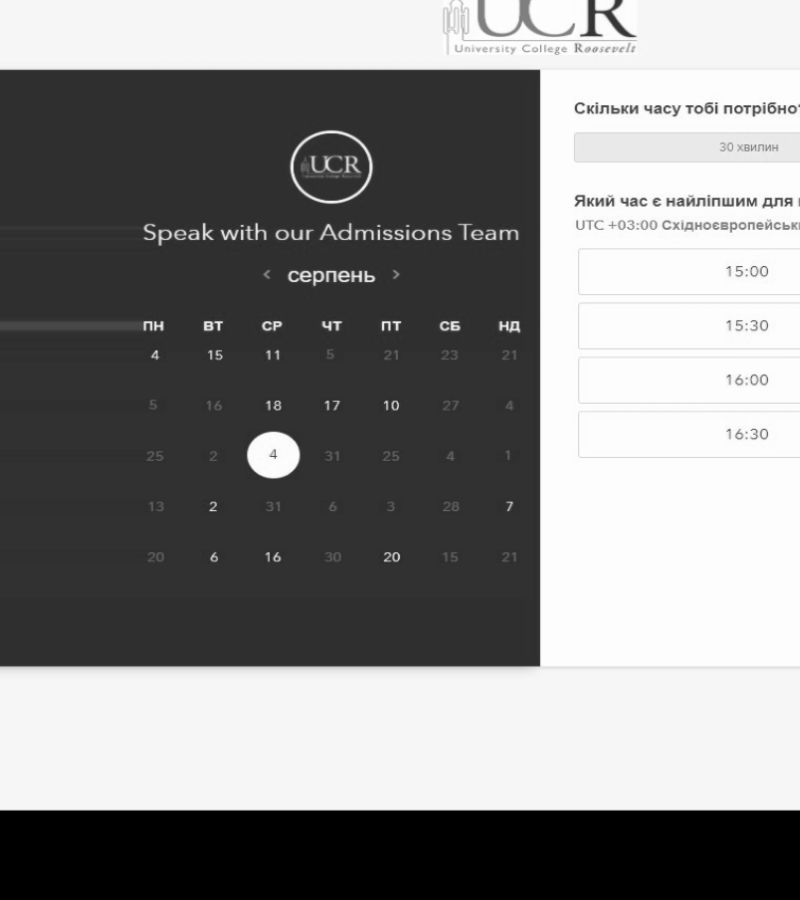 UCR
University College Roosevelt
UCR
Speak with our Admissions Team
< серпень >
ПН ВТ СР ЧТ ПТ СБ НД
4 15 11 5 21 23 21
5 16 18 17 10 27 4
25 2 4 31 25 4 1
13 2 31 6 3 28 7
20 6 16 30 20 15 21
Скільки часу тобі потрібно
30 хвилин
Який час є найліпшим для
UTC +03:00 Східноєвропейськ
15:00
15:30
16:00
16:30